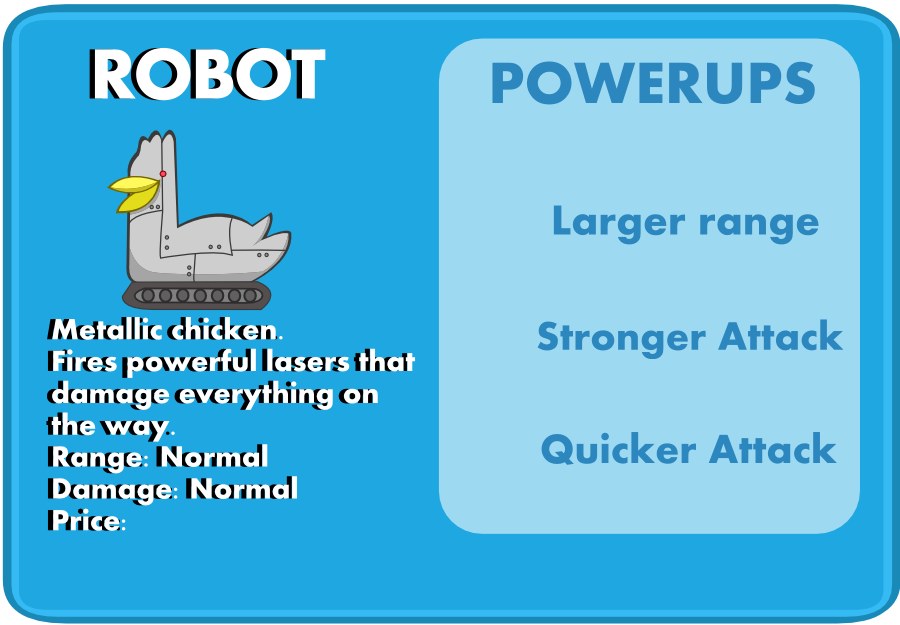 ROBOT
Metallic chicken.
Fires powerful lasers that
damage everything on
the way.
Range: Normal
Damage: Normal
Price:
POWERUPS
Larger range
Stronger Attack
Quicker Attack